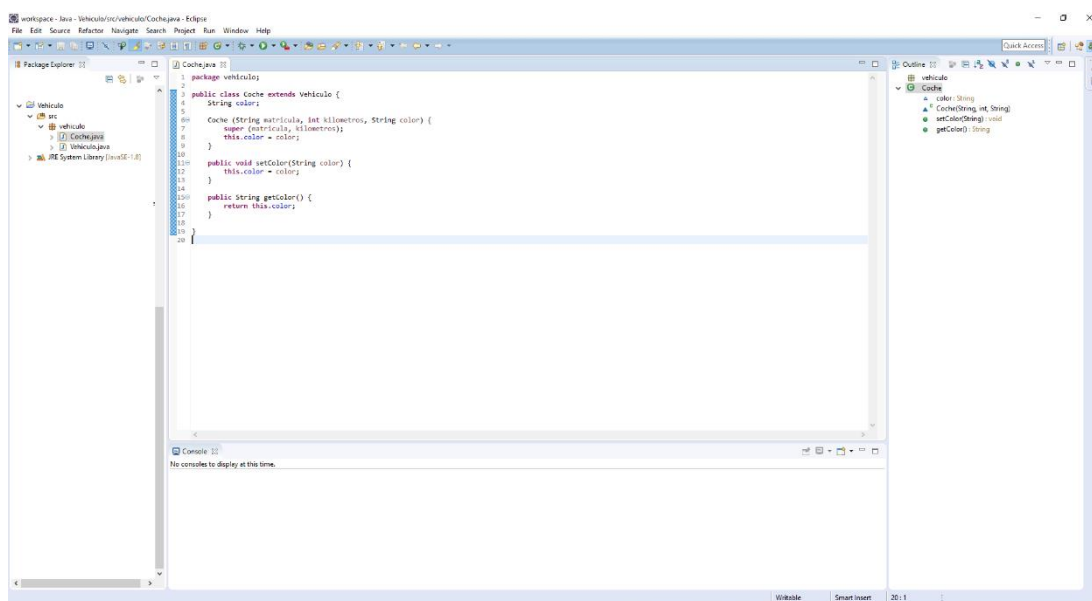 workspace - Java - Vehiculo/src/vehiculo/Coche.java - Eclipse
File Edit Source Refactor Navigate Search Project Run Window Help
Quick Access
Package Explorer
Vehiculo
src
vehiculo
Coche.java
Vehiculo.java
JRE System Library [JavaSE-1.8]
Coche.java
1 package vehiculo;
2
3 public class Coche extends Vehiculo {
4 String color;
5
6 Coche (String matricula, int kilometros, String color) {
7 super (matricula, kilometros);
8 this.color = color;
9 }
10
11 public void setColor(String color) {
12 this.color = color;
13 }
14
15 public String getColor() {
16 return this.color;
17 }
18
19 }
20
Console
No consoles to display at this time.
Outline
vehiculo
Coche
color : String
Coche(String, int, String)
setColor(String) : void
getColor() : String
Writable Smart Insert 20 : 1